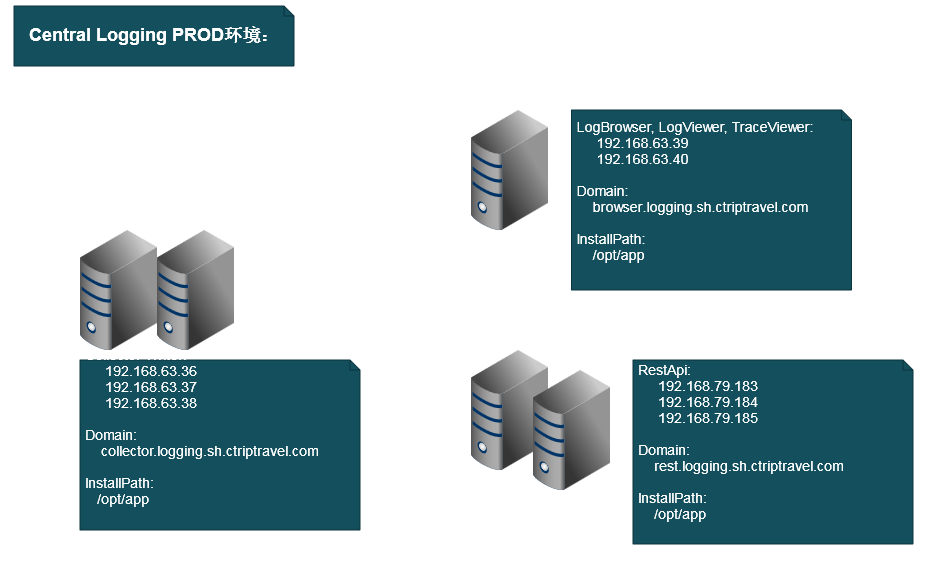 Central Logging PROD环境：
LogBrowser, LogViewer, TraceViewer:
192.168.63.39
192.168.63.40
Domain:
browser.logging.sh.ctriptravel.com
InstallPath:
/opt/app
192.168.63.36
192.168.63.37
192.168.63.38
Domain:
collector.logging.sh.ctriptravel.com
InstallPath:
/opt/app
RestApi:
192.168.79.183
192.168.79.184
192.168.79.185
Domain:
rest.logging.sh.ctriptravel.com
InstallPath:
/opt/app